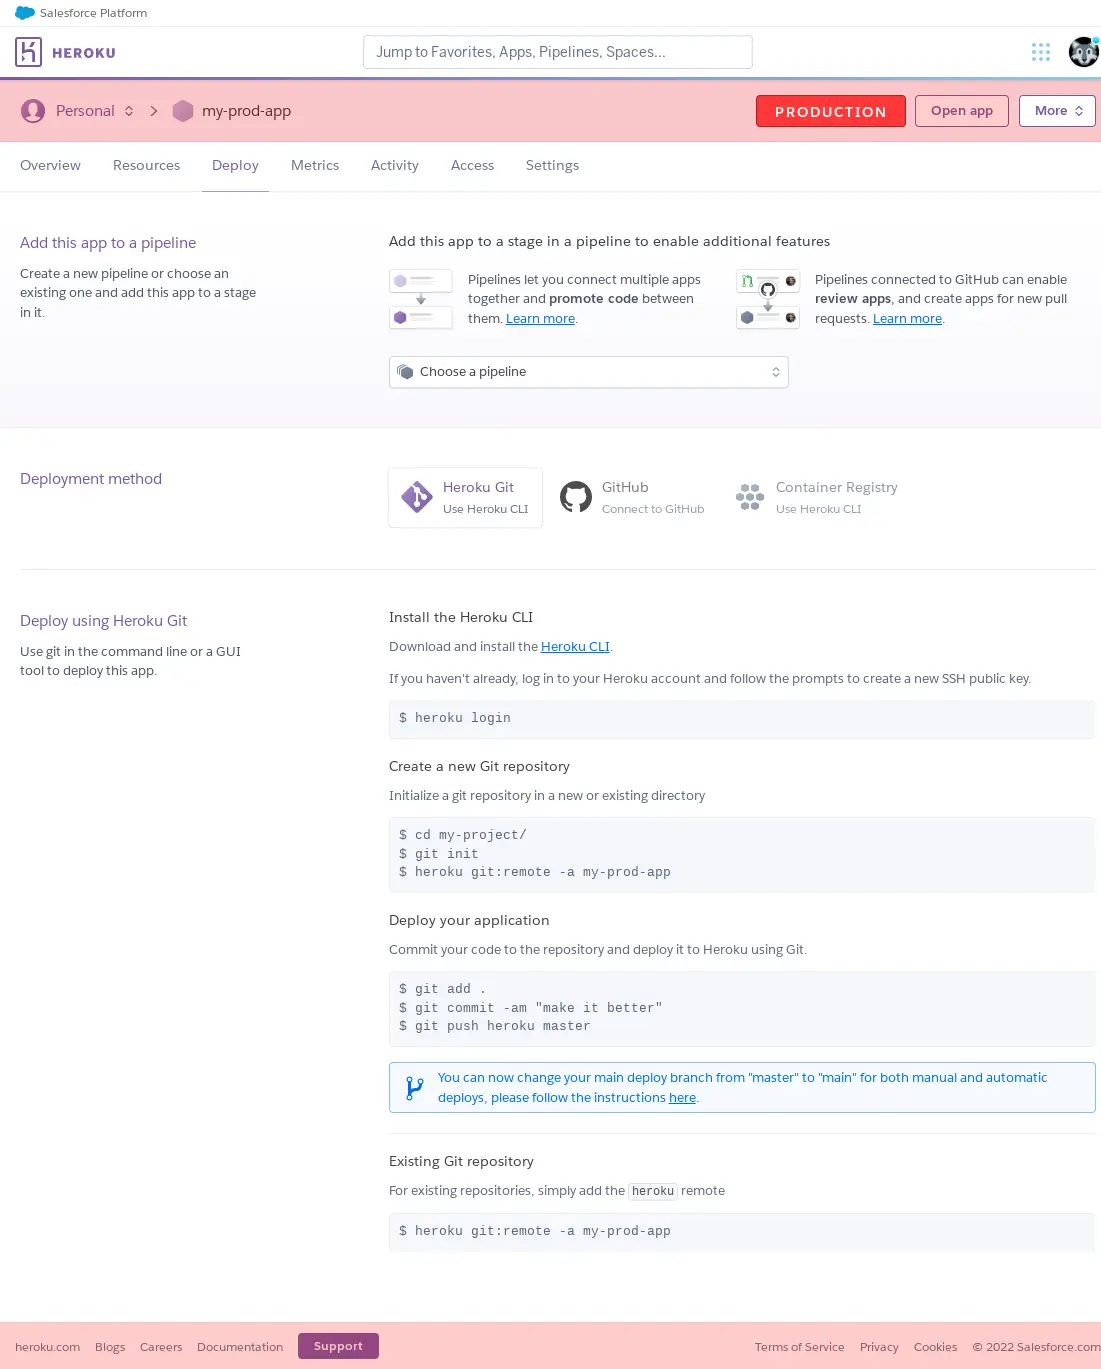 Salesforce Platform
HEROKU
Jump to Favorites, Apps, Pipelines, Spaces...
Personal
my-prod-app
PRODUCTION
Open app
More
Overview
Resources
Deploy
Metrics
Activity
Access
Settings
Add this app to a pipeline
Create a new pipeline or choose an
existing one and add this app to a stage
in it.
Add this app to a stage in a pipeline to enable additional features
Pipelines let you connect multiple apps
together and promote code between
them. Learn more.
Pipelines connected to GitHub can enable
review apps, and create apps for new pull
requests. Learn more.
Choose a pipeline
Deployment method
Heroku Git
Use Heroku CLI
GitHub
Connect to GitHub
Container Registry
Use Heroku CLI
Deploy using Heroku Git
Use git in the command line or a GUI
tool to deploy this app.
Install the Heroku CLI
Download and install the Heroku CLI.
If you haven't already, log in to your Heroku account and follow the prompts to create a new SSH public key.
$ heroku login
Create a new Git repository
Initialize a git repository in a new or existing directory
$ cd my-project/
$ git init
$ heroku git:remote -a my-prod-app
Deploy your application
Commit your code to the repository and deploy it to Heroku using Git.
$ git add .
$ git commit -am "make it better"
$ git push heroku master
You can now change your main deploy branch from "master" to "main" for both manual and automatic
deploys, please follow the instructions here.
Existing Git repository
For existing repositories, simply add the heroku remote
$ heroku git:remote -a my-prod-app
heroku.com
Blogs
Careers
Documentation
Support
Terms of Service
Privacy
Cookies
© 2022 Salesforce.com